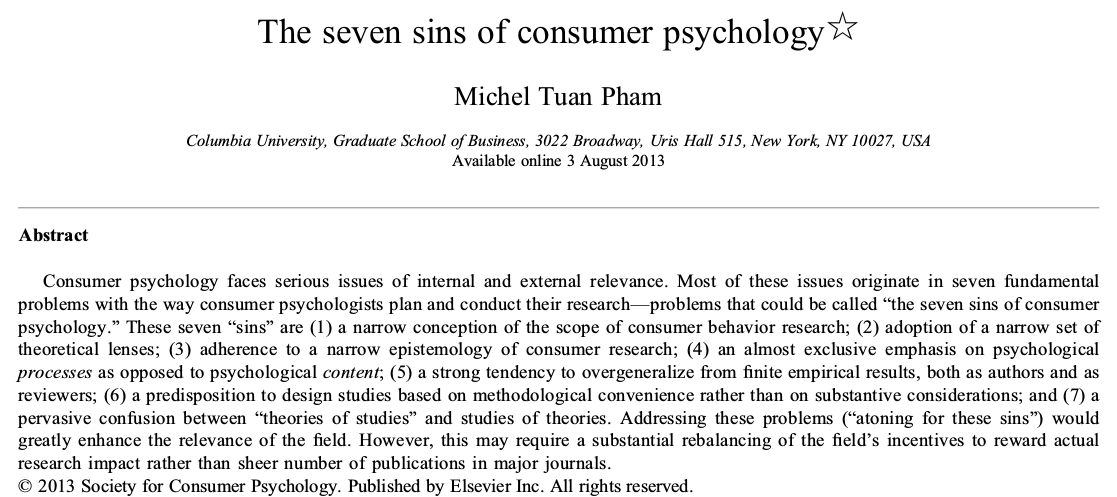 The seven sins of consumer psychology☆
Michel Tuan Pham
Columbia University, Graduate School of Business, 3022 Broadway, Uris Hall 515, New York, NY 10027, USA
Available online 3 August 2013
Abstract
Consumer psychology faces serious issues of internal and external relevance. Most of these issues originate in seven fundamental
problems with the way consumer psychologists plan and conduct their research—problems that could be called “the seven sins of consumer
psychology.” These seven “sins” are (1) a narrow conception of the scope of consumer behavior research; (2) adoption of a narrow set of
theoretical lenses; (3) adherence to a narrow epistemology of consumer research; (4) an almost exclusive emphasis on psychological
processes as opposed to psychological content; (5) a strong tendency to overgeneralize from finite empirical results, both as authors and as
reviewers; (6) a predisposition to design studies based on methodological convenience rather than on substantive considerations; and (7) a
pervasive confusion between “theories of studies” and studies of theories. Addressing these problems (“atoning for these sins”) would
greatly enhance the relevance of the field. However, this may require a substantial rebalancing of the field’s incentives to reward actual
research impact rather than sheer number of publications in major journals.
© 2013 Society for Consumer Psychology. Published by Elsevier Inc. All rights reserved.